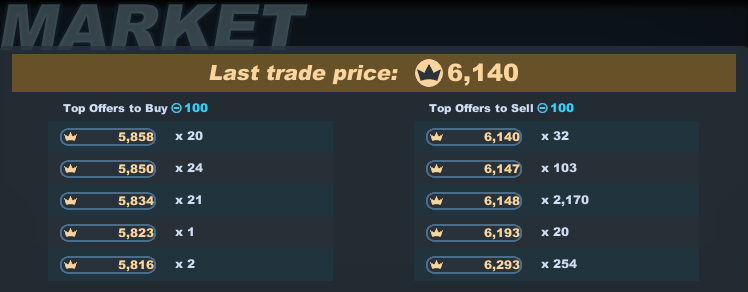 MARKET
Last trade price: 6,140
Top Offers to Buy 100
5,858 x 20
5,850 x 24
5,834 x 21
5,823 x 1
5,816 x 2
Top Offers to Sell 100
6,140 x 32
6,147 x 103
6,148 x 2,170
6,193 x 20
6,293 x 254